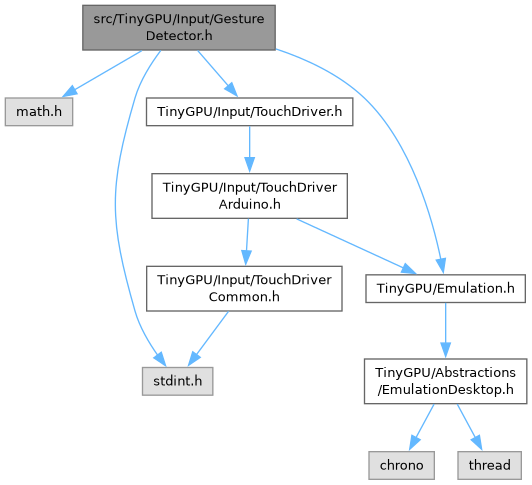 src/TinyGPU/Input/Gesture
Detector.h
math.h
TinyGPU/Input/TouchDriver.h
TinyGPU/Input/TouchDriver
Arduino.h
TinyGPU/Input/TouchDriver
Common.h
TinyGPU/Emulation.h
stdint.h
TinyGPU/Abstractions
/EmulationDesktop.h
chrono
thread